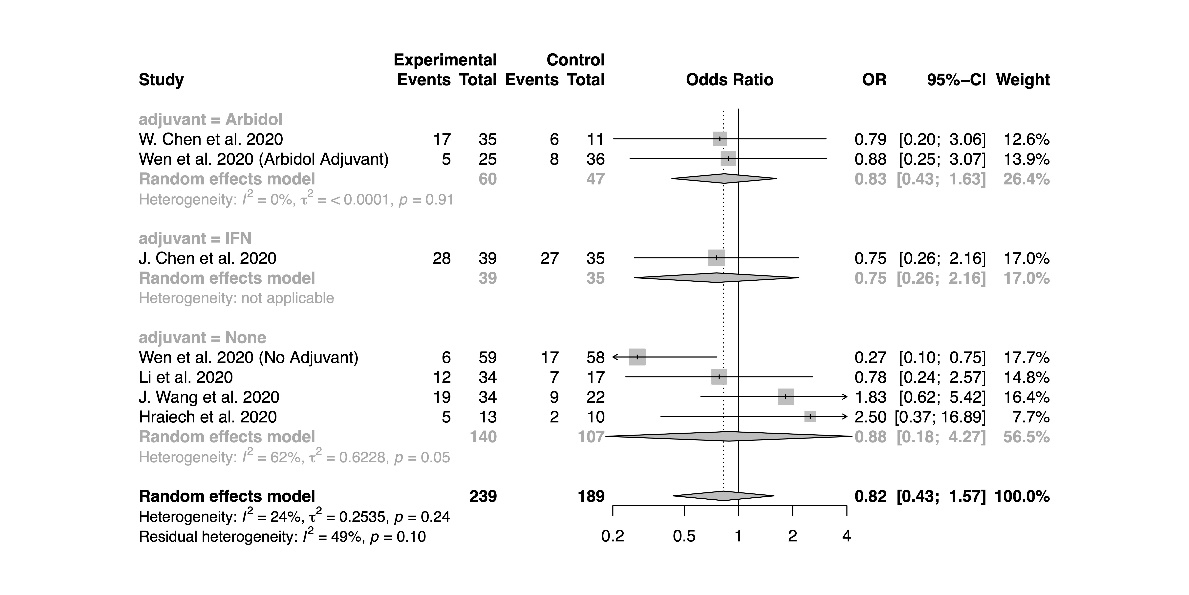 Experimental Control
Study Events Total Events Total Odds Ratio OR 95%−CI Weight
adjuvant = Arbidol
W. Chen et al. 2020 17 35 6 11 0.79 [0.20; 3.06] 12.6%
Wen et al. 2020 (Arbidol Adjuvant) 5 25 8 36 0.88 [0.25; 3.07] 13.9%
Random effects model 60 47 0.83 [0.43; 1.63] 26.4%
Heterogeneity: I² = 0%, τ² = < 0.0001, p = 0.91
adjuvant = IFN
J. Chen et al. 2020 28 39 27 35 0.75 [0.26; 2.16] 17.0%
Random effects model 39 35 0.75 [0.26; 2.16] 17.0%
Heterogeneity: not applicable
adjuvant = None
Wen et al. 2020 (No Adjuvant) 6 59 17 58 0.27 [0.10; 0.75] 17.7%
Li et al. 2020 12 34 7 17 0.78 [0.24; 2.57] 14.8%
J. Wang et al. 2020 19 34 9 22 1.83 [0.62; 5.42] 16.4%
Hraiech et al. 2020 5 13 2 10 2.50 [0.37; 16.89] 7.7%
Random effects model 140 107 0.88 [0.18; 4.27] 56.5%
Heterogeneity: I² = 62%, τ² = 0.6228, p = 0.05
Random effects model 239 189 0.82 [0.43; 1.57] 100.0%
Heterogeneity: I² = 24%, τ² = 0.2535, p = 0.24
Residual heterogeneity: I² = 49%, p = 0.10
0.2 0.5 1 2 4